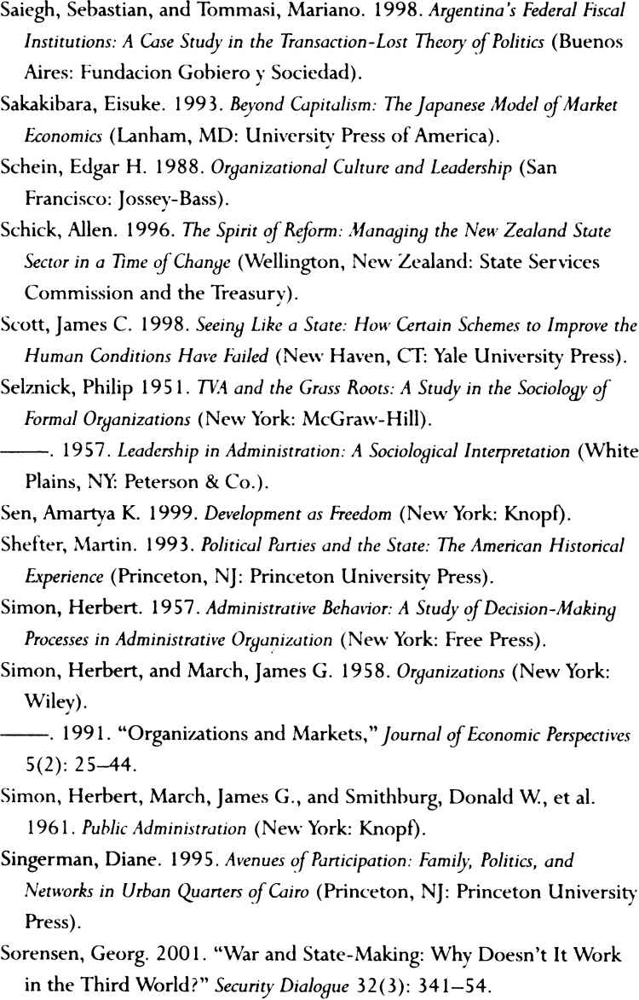 Saiegh, Sebastian, and Tommasi, Mariano. 1998. Argentina's Federal Fiscal
Institutions: A Case Study in the Transaction-Lost Theory of Politics (Buenos
Aires: Fundacion Gobiero y Sociedad).
Sakakibara, Eisuke. 1993. Beyond Capitalism: The Japanese Model of Market
Economics (Lanham, MD: University Press of America).
Schein, Edgar H. 1988. Organizational Culture and Leadership (San
Francisco: Jossey-Bass).
Schick, Allen. 1996. The Spirit of Reform: Managing the New Zealand State
Sector in a Time of Change (Wellington, New Zealand: State Services
Commission and the Treasury).
Scott, James C. 1998. Seeing Like a State: How Certain Schemes to Improve the
Human Conditions Have Failed (New Haven, CT: Yale University Press).
Selznick, Philip 1951. TVA and the Grass Roots: A Study in the Sociology of
Formal Organizations (New York: McGraw-Hill).
———. 1957. Leadership in Administration: A Sociological Interpretation (White
Plains, NY: Peterson & Co.).
Sen, Amartya K. 1999. Development as Freedom (New York: Knopf).
Shefter, Martin. 1993. Political Parties and the State: The American Historical
Experience (Princeton, NJ: Princeton University Press).
Simon, Herbert. 1957. Administrative Behavior: A Study of Decision-Making
Processes in Administrative Organization (New York: Free Press).
Simon, Herbert, and March, James G. 1958. Organizations (New York:
Wiley).
———. 1991. “Organizations and Markets,” Journal of Economic Perspectives
5(2): 25–44.
Simon, Herbert, March, James G., and Smithburg, Donald W., et al.
1961. Public Administration (New York: Knopf).
Singerman, Diane. 1995. Avenues of Participation: Family, Politics, and
Networks in Urban Quarters of Cairo (Princeton, NJ: Princeton University
Press).
Sorensen, Georg. 2001. “War and State-Making: Why Doesn't It Work
in the Third World?” Security Dialogue 32(3): 341–54.